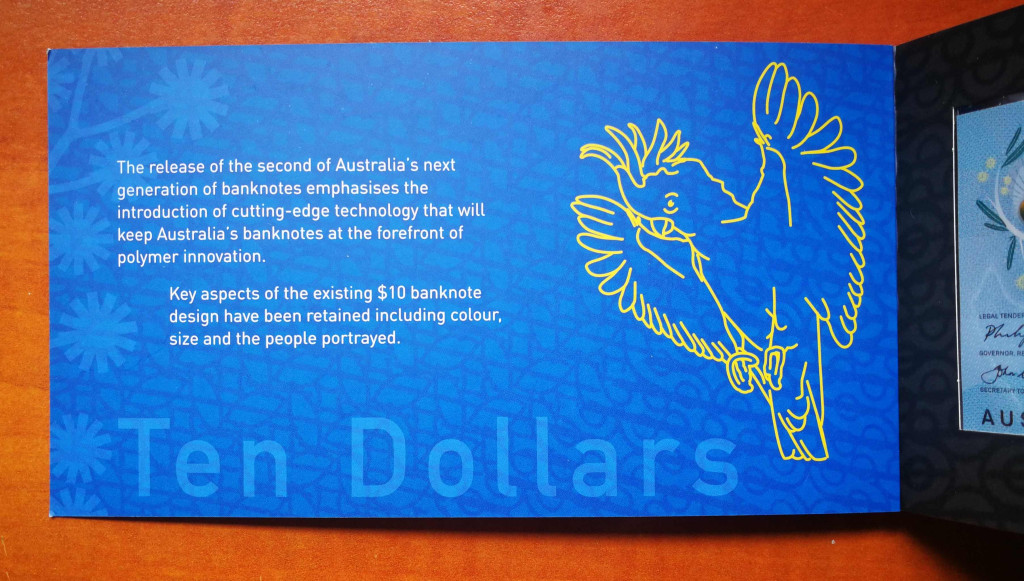 The release of the second of Australia's next
generation of banknotes emphasises the
introduction of cutting-edge technology that will
keep Australia's banknotes at the forefront of
polymer innovation.
Key aspects of the existing $10 banknote
design have been retained including colour,
size and the people portrayed.
Ten Dollars
LEGAL TENDER
GOVERNOR, RE
SECRETARY TO
AUS